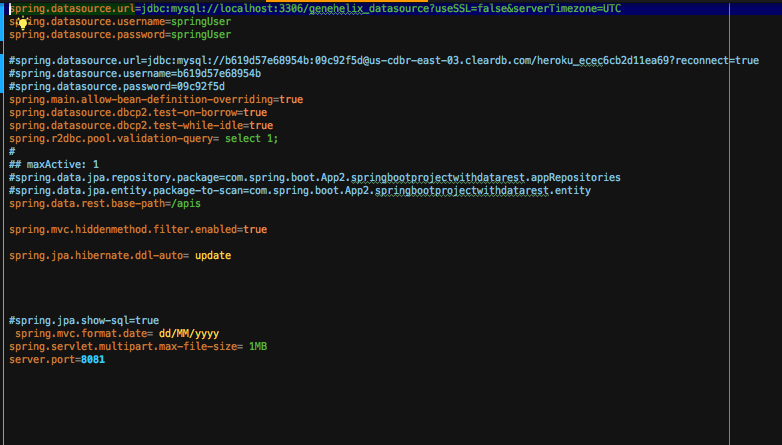 spring.datasource.url=jdbc:mysql://localhost:3306/genehelix_datasource?useSSL=false&serverTimezone=UTC
spring.datasource.username=springUser
spring.datasource.password=springUser
#spring.datasource.url=jdbc:mysql://b619d57e68954b:09c92f5d@us-cdbr-east-03.cleardb.com/heroku_ecec6cb2d11ea69?reconnect=true
#spring.datasource.username=b619d57e68954b
#spring.datasource.password=09c92f5d
spring.main.allow-bean-definition-overriding=true
spring.datasource.dbcp2.test-on-borrow=true
spring.datasource.dbcp2.test-while-idle=true
spring.r2dbc.pool.validation-query= select 1;
#
## maxActive: 1
#spring.data.jpa.repository.package=com.spring.boot.App2.springbootprojectwithdatarest.appRepositories
#spring.data.jpa.entity.package-to-scan=com.spring.boot.App2.springbootprojectwithdatarest.entity
spring.data.rest.base-path=/apis
spring.mvc.hiddenmethod.filter.enabled=true
spring.jpa.hibernate.ddl-auto= update
#spring.jpa.show-sql=true
spring.mvc.format.date= dd/MM/yyyy
spring.servlet.multipart.max-file-size= 1MB
server.port=8081